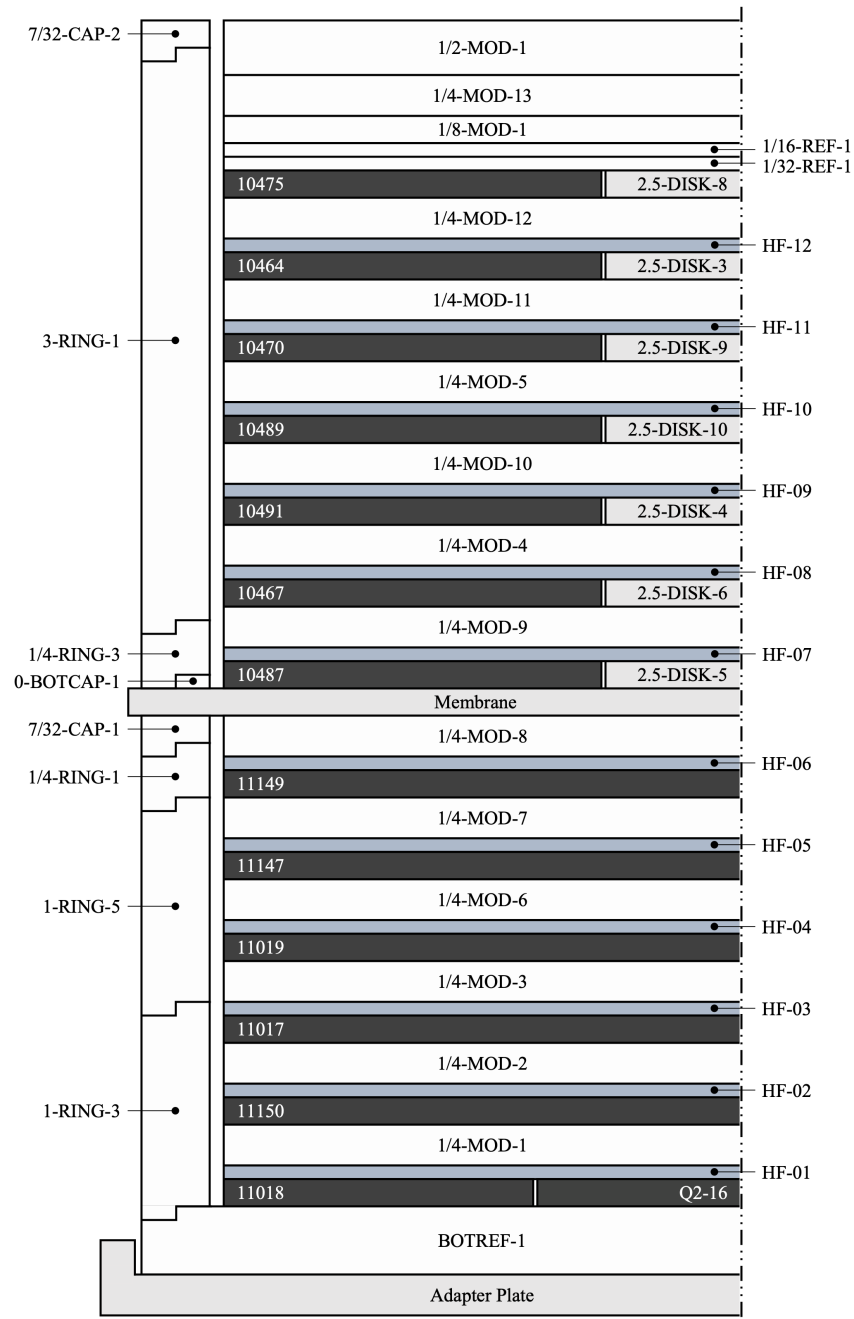 7/32-CAP-2
1/2-MOD-1
1/4-MOD-13
1/8-MOD-1
1/16-REF-1
1/32-REF-1
10475 2.5-DISK-8
1/4-MOD-12
HF-12
10464 2.5-DISK-3
1/4-MOD-11
HF-11
3-RING-1
10470 2.5-DISK-9
1/4-MOD-5
HF-10
10489 2.5-DISK-10
1/4-MOD-10
HF-09
10491 2.5-DISK-4
1/4-MOD-4
HF-08
10467 2.5-DISK-6
1/4-MOD-9
1/4-RING-3
HF-07
0-BOTCAP-1
10487 2.5-DISK-5
Membrane
7/32-CAP-1
1/4-MOD-8
HF-06
1/4-RING-1
11149
1/4-MOD-7
HF-05
11147
1/4-MOD-6
1-RING-5
HF-04
11019
1/4-MOD-3
HF-03
11017
1/4-MOD-2
HF-02
1-RING-3
11150
1/4-MOD-1
HF-01
11018 Q2-16
BOTREF-1
Adapter Plate